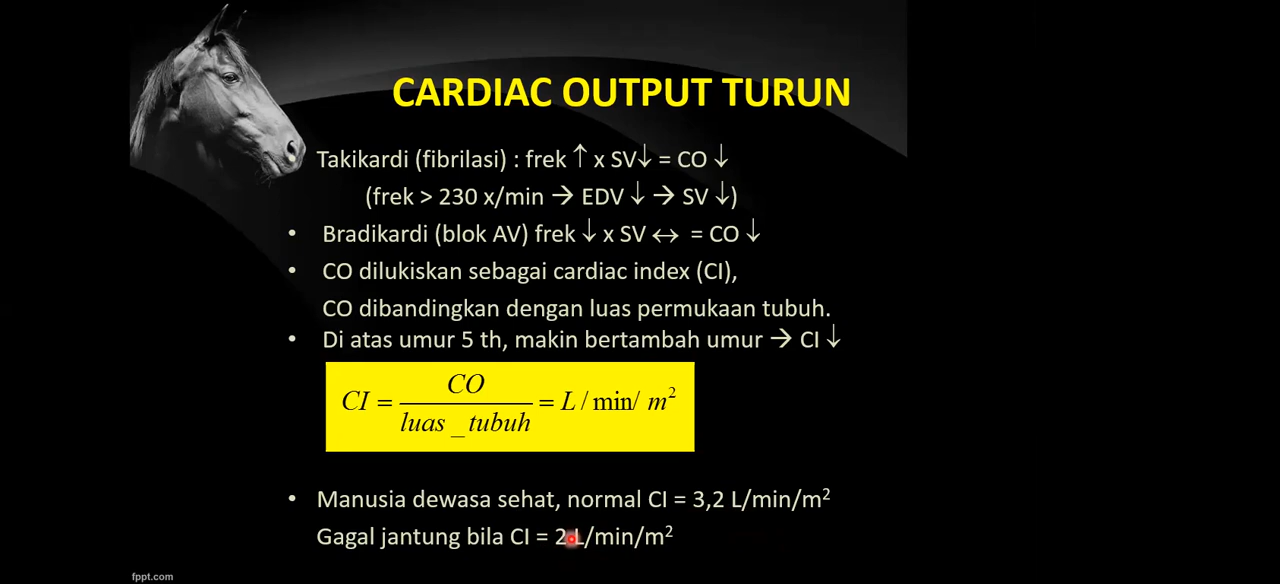 CARDIAC OUTPUT TURUN
Takikardi (fibrilasi) : frek ↑ x SV↓ = CO ↓
(frek > 230 x/min → EDV ↓ → SV ↓)
• Bradikardi (blok AV) frek ↓ x SV ↔ = CO ↓
• CO dilukiskan sebagai cardiac index (CI),
CO dibandingkan dengan luas permukaan tubuh.
• Di atas umur 5 th, makin bertambah umur → CI ↓
CI = CO / luas_tubuh = L / min/ m²
• Manusia dewasa sehat, normal CI = 3,2 L/min/m²
Gagal jantung bila CI = 2 L/min/m²
fppt.com